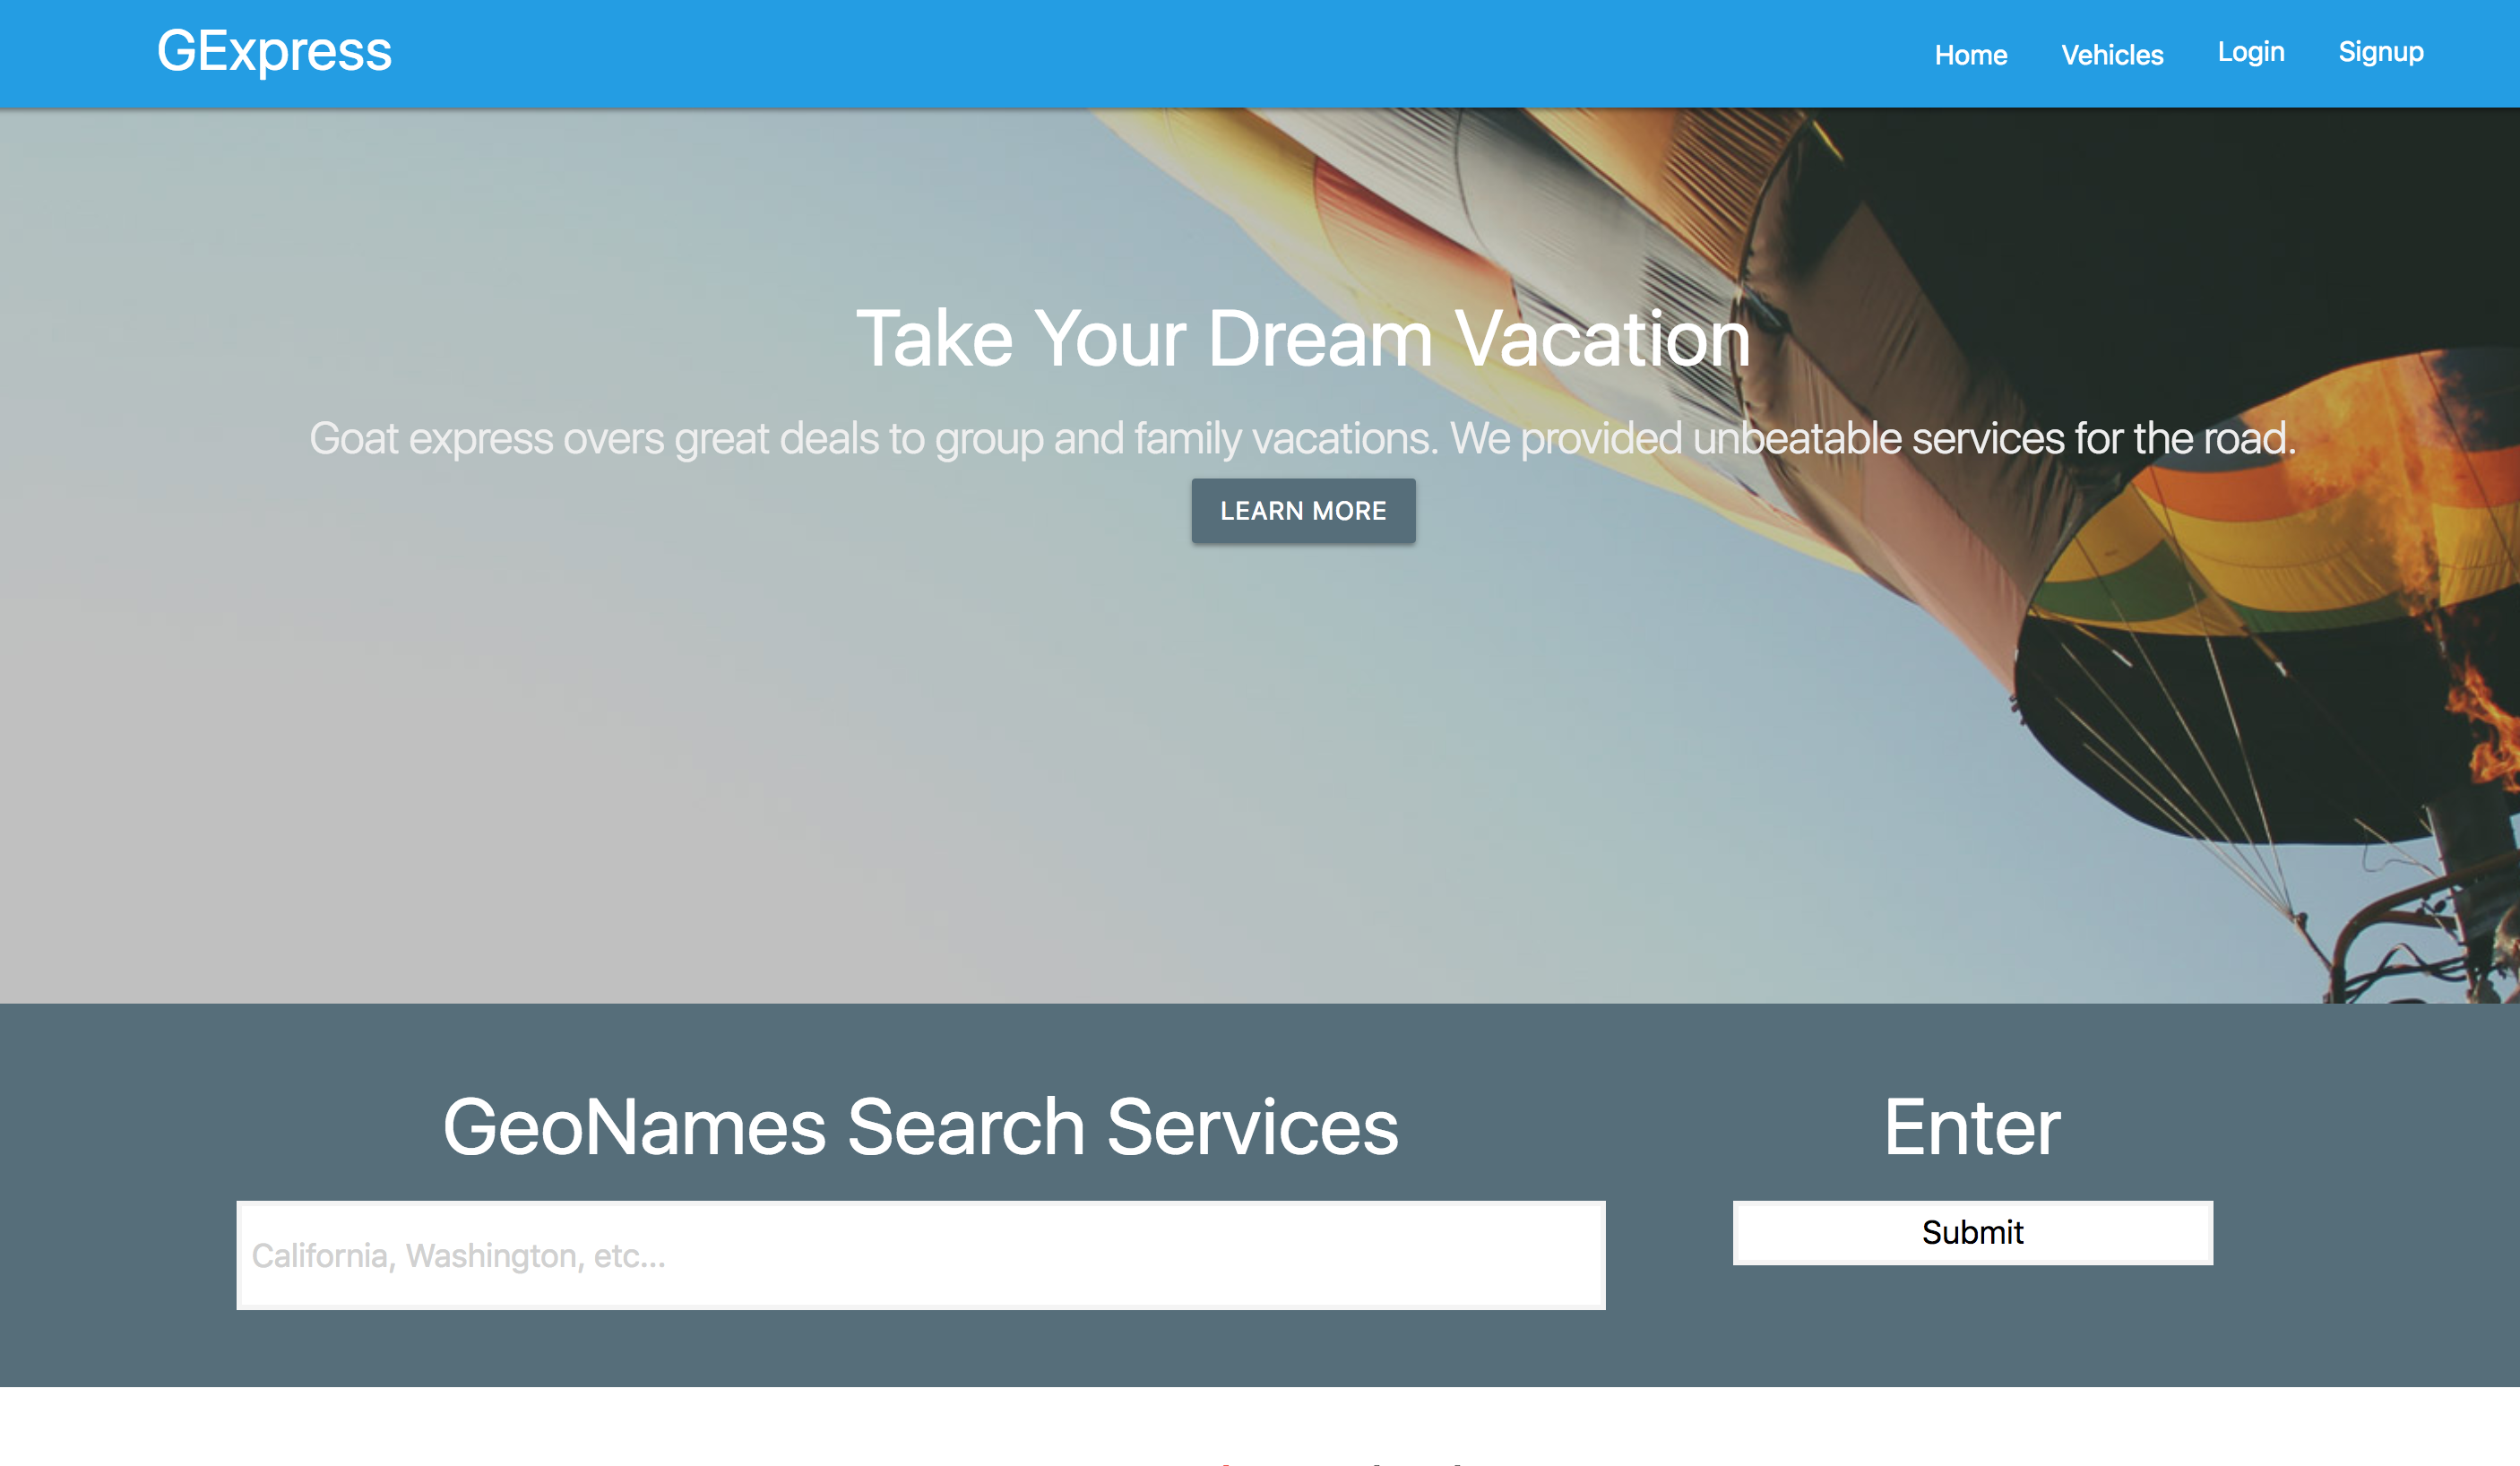 GExpress
Home Vehicles Login Signup
Take Your Dream Vacation
Goat express overs great deals to group and family vacations. We provided unbeatable services for the road.
LEARN MORE
GeoNames Search Services
Enter
California, Washington, etc...
Submit